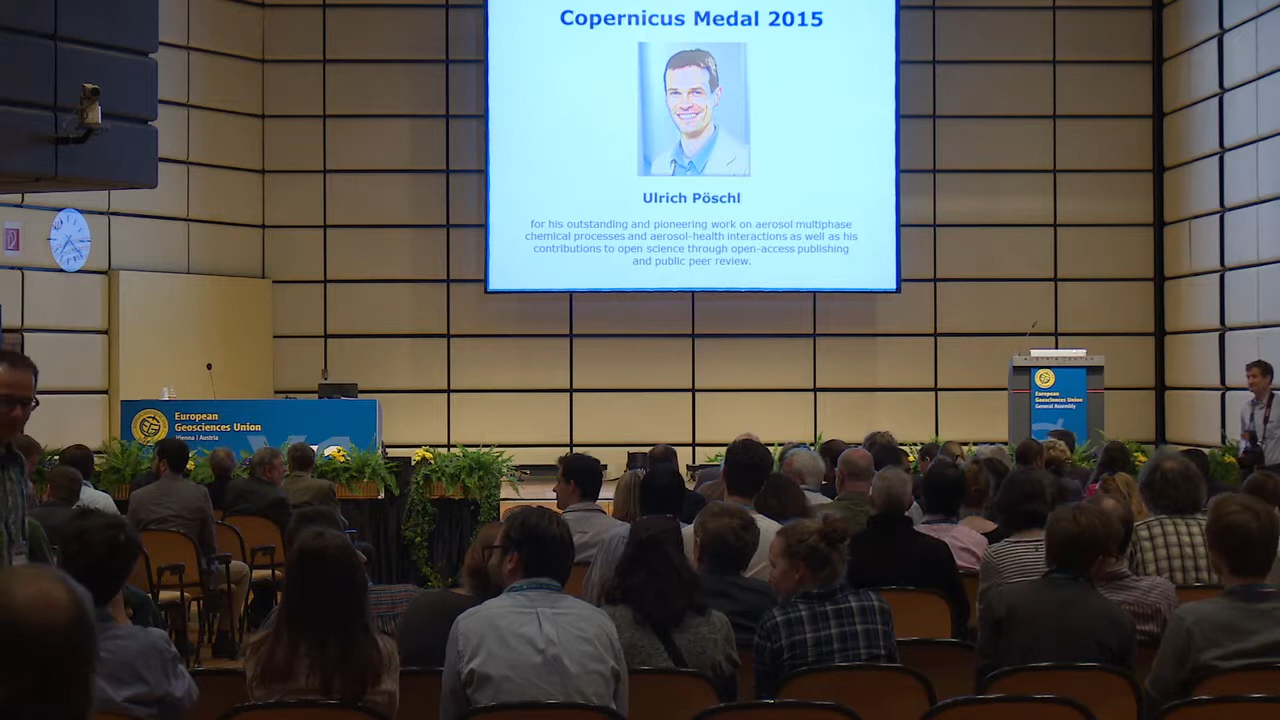 Copernicus Medal 2015
Ulrich Pöschl
for his outstanding and pioneering work on aerosol multiphase
chemical processes and aerosol-health interactions as well as his
contributions to open science through open-access publishing
and public peer review.
European
Geosciences Union
Vienna | Austria
AUSTRIA CENTER
European
Geosciences Union
General Assembly